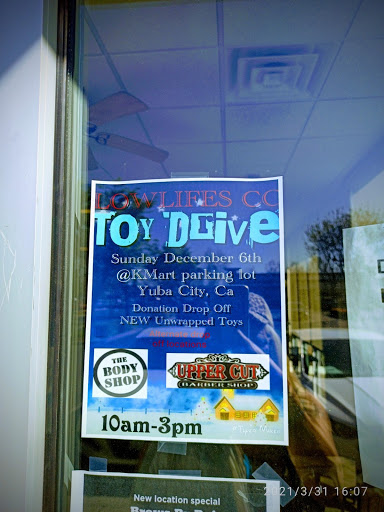 LOWLIFES CC
TOY DRIVE
Sunday December 6th
@KMart parking lot
Yuba City, Ca
Donation Drop Off
NEW Unwrapped Toys
THE
BODY
SHOP
UPPER CUT
BARBER SHOP
10am-3pm
New location special
2021/3/31 16:07